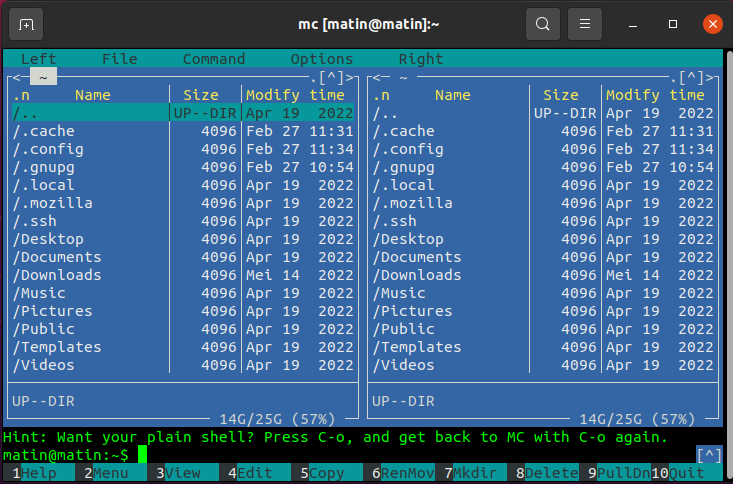 mc [matin@matin]:~
Left File Command Options Right
<- ~ .[^]> <- ~ .[^]>
.n Name Size Modify time .n Name Size Modify time
/.. UP--DIR Apr 19 2022 /.. UP--DIR Apr 19 2022
/.cache 4096 Feb 27 11:31 /.cache 4096 Feb 27 11:31
/.config 4096 Feb 27 11:34 /.config 4096 Feb 27 11:34
/.gnupg 4096 Feb 27 10:54 /.gnupg 4096 Feb 27 10:54
/.local 4096 Apr 19 2022 /.local 4096 Apr 19 2022
/.mozilla 4096 Apr 19 2022 /.mozilla 4096 Apr 19 2022
/.ssh 4096 Apr 19 2022 /.ssh 4096 Apr 19 2022
/Desktop 4096 Apr 19 2022 /Desktop 4096 Apr 19 2022
/Documents 4096 Apr 19 2022 /Documents 4096 Apr 19 2022
/Downloads 4096 Mei 14 2022 /Downloads 4096 Mei 14 2022
/Music 4096 Apr 19 2022 /Music 4096 Apr 19 2022
/Pictures 4096 Apr 19 2022 /Pictures 4096 Apr 19 2022
/Public 4096 Apr 19 2022 /Public 4096 Apr 19 2022
/Templates 4096 Apr 19 2022 /Templates 4096 Apr 19 2022
/Videos 4096 Apr 19 2022 /Videos 4096 Apr 19 2022
UP--DIR UP--DIR
14G/25G (57%) 14G/25G (57%)
Hint: Want your plain shell? Press C-o, and get back to MC with C-o again.
matin@matin:~$ [^]
1Help 2Menu 3View 4Edit 5Copy 6RenMov 7Mkdir 8Delete 9PullDn 10Quit